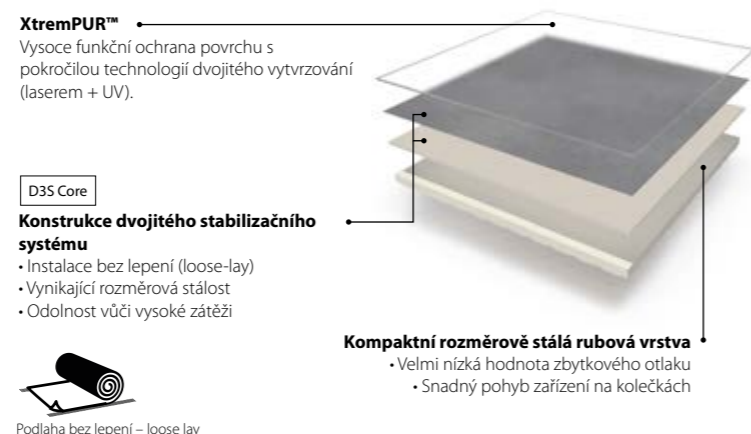 XtremPUR™
Vysoce funkční ochrana povrchu s
pokročilou technologií dvojitého vytvrzování
(laserem + UV).
D3S Core
Konstrukce dvojitého stabilizačního
systému
• Instalace bez lepení (loose-lay)
• Vynikající rozměrová stálost
• Odolnost vůči vysoké zátěži
Kompaktní rozměrově stálá rubová vrstva
• Velmi nízká hodnota zbytkového otlaku
• Snadný pohyb zařízení na kolečkách
Podlaha bez lepení – loose lay